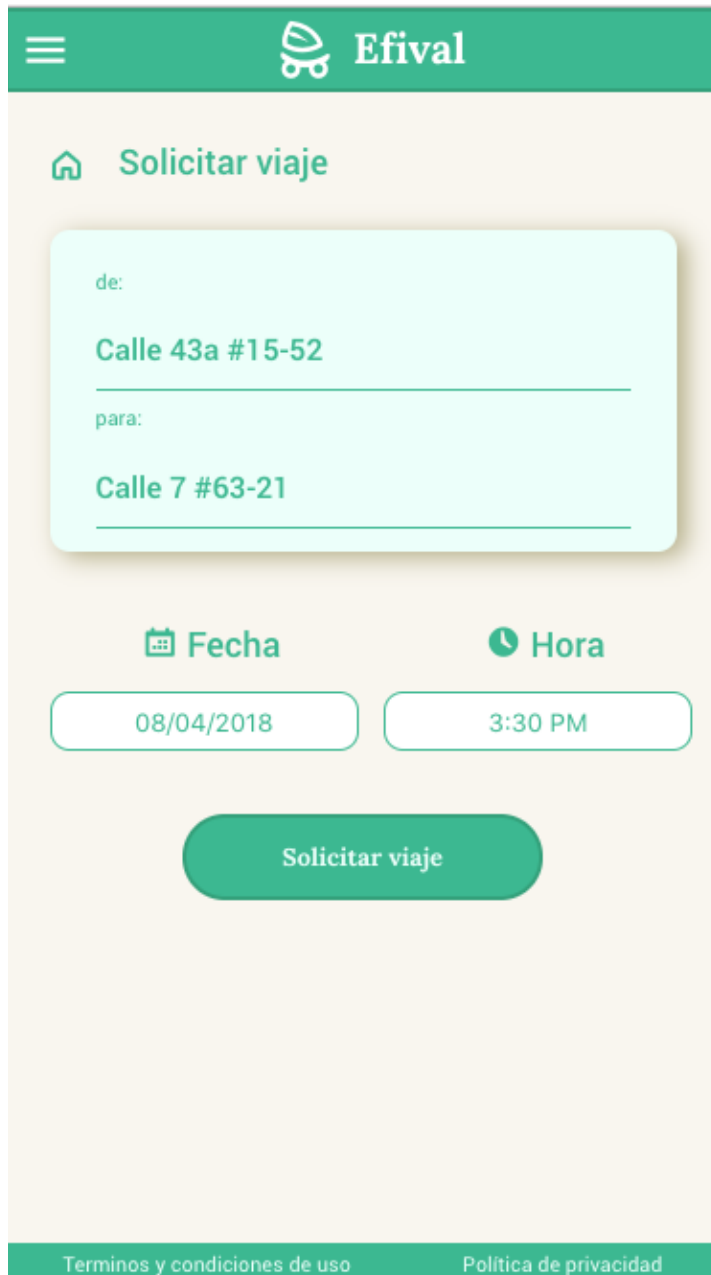 Efival
Solicitar viaje
de:
Calle 43a #15-52
para:
Calle 7 #63-21
Fecha Hora
08/04/2018 3:30 PM
Solicitar viaje
Terminos y condiciones de uso Política de privacidad